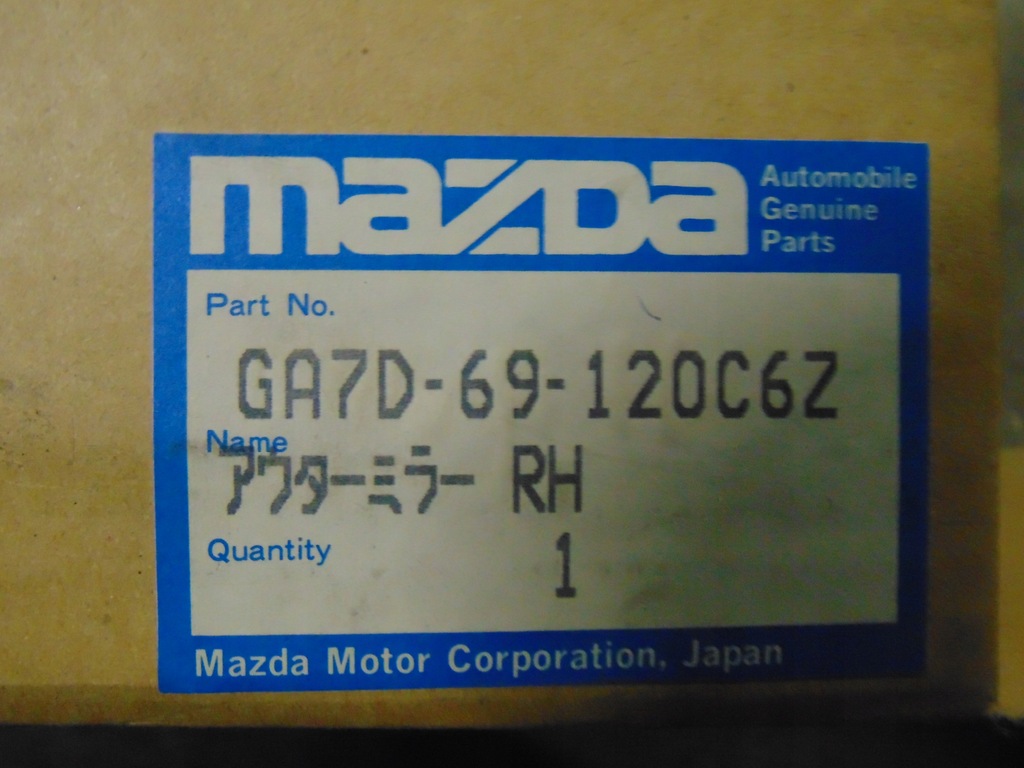 mazda
Automobile
Genuine
Parts
Part No.
GA7D-69-120C6Z
Name
アウターミラー RH
Quantity
1
Mazda Motor Corporation, Japan